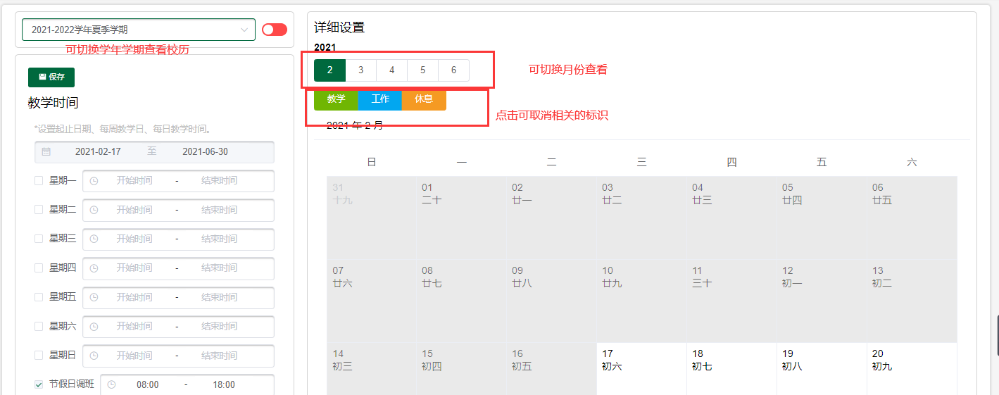 2021-2022学年夏季学期
可切换学年学期查看校历
保存
教学时间
*设置起止日期、每周教学日、每日教学时间。
2021-02-17 至 2021-06-30
星期一 开始时间 - 结束时间
星期二 开始时间 - 结束时间
星期三 开始时间 - 结束时间
星期四 开始时间 - 结束时间
星期五 开始时间 - 结束时间
星期六 开始时间 - 结束时间
星期日 开始时间 - 结束时间
节假日调班 08:00 - 18:00
详细设置
2021
2 3 4 5 6
可切换月份查看
教学 工作 休息
点击可取消相关的标识
2021 年 2 月
日 一 二 三 四 五 六
31 01 02 03 04 05 06
十九 二十 廿一 廿二 廿三 廿四 廿五
07 08 09 10 11 12 13
廿六 廿七 廿八 廿九 三十 初一 初二
14 15 16 17 18 19 20
初三 初四 初五 初六 初七 初八 初九